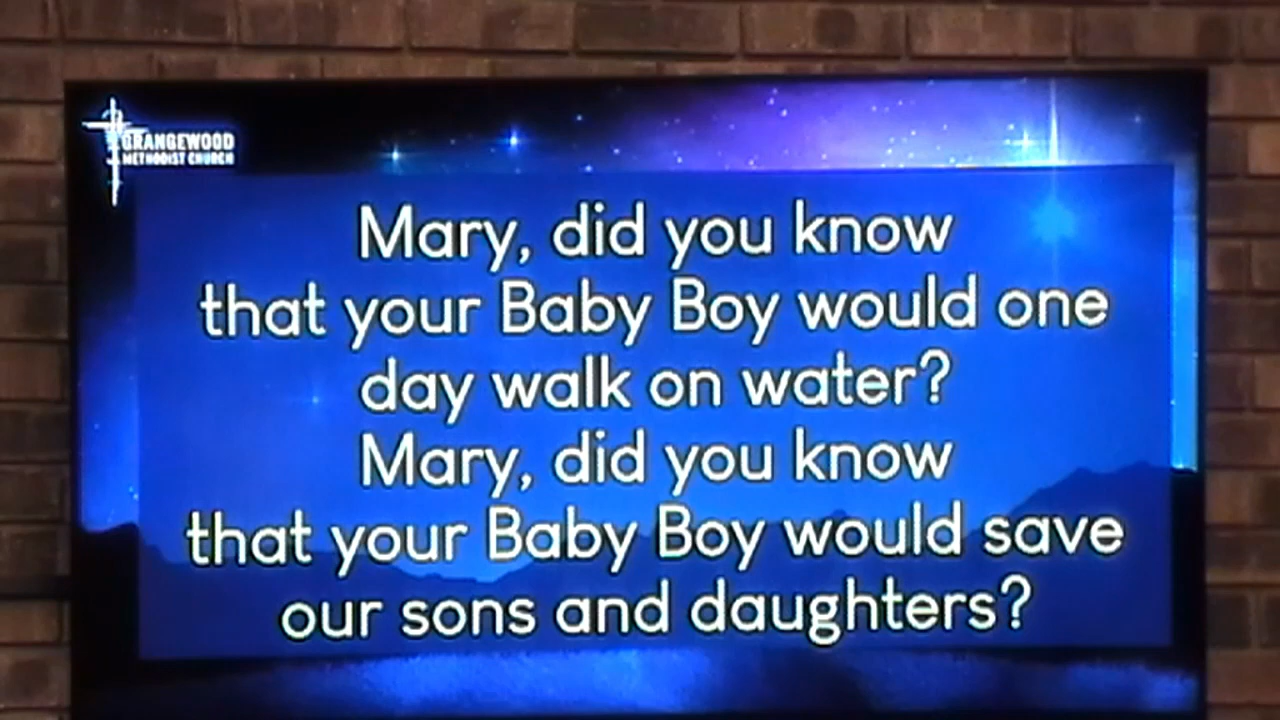 GRANGEWOOD
METHODIST CHURCH
Mary, did you know
that your Baby Boy would one
day walk on water?
Mary, did you know
that your Baby Boy would save
our sons and daughters?